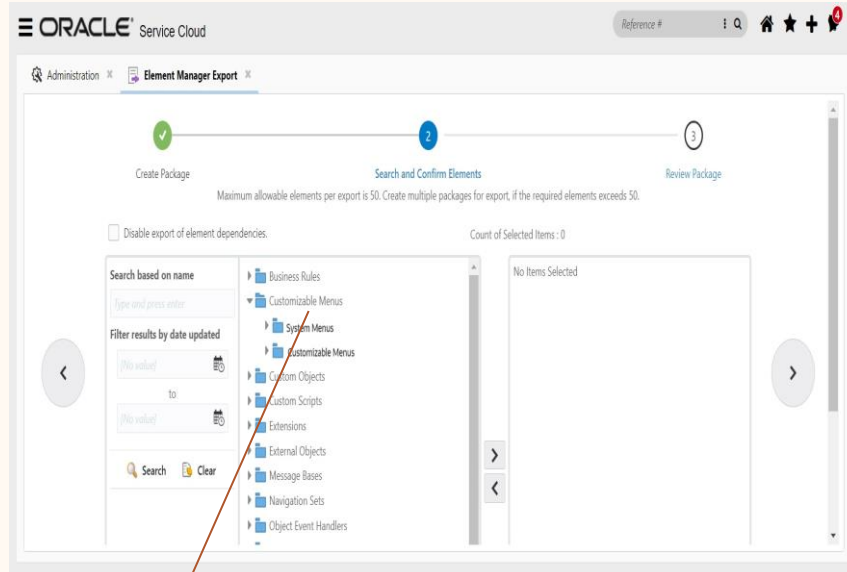 ORACLE® Service Cloud
Reference #
4
Administration
Element Manager Export
2
3
Create Package
Search and Confirm Elements
Review Package
Maximum allowable elements per export is 50. Create multiple packages for export, if the required elements exceeds 50.
Disable export of element dependencies.
Count of Selected Items : 0
Search based on name
Type and press enter
Filter results by date updated
(No value)
to
(No value)
Search
Clear
Business Rules
Customizable Menus
System Menus
Customizable Menus
Custom Objects
Custom Scripts
Extensions
External Objects
Message Bases
Navigation Sets
Object Event Handlers
No Items Selected